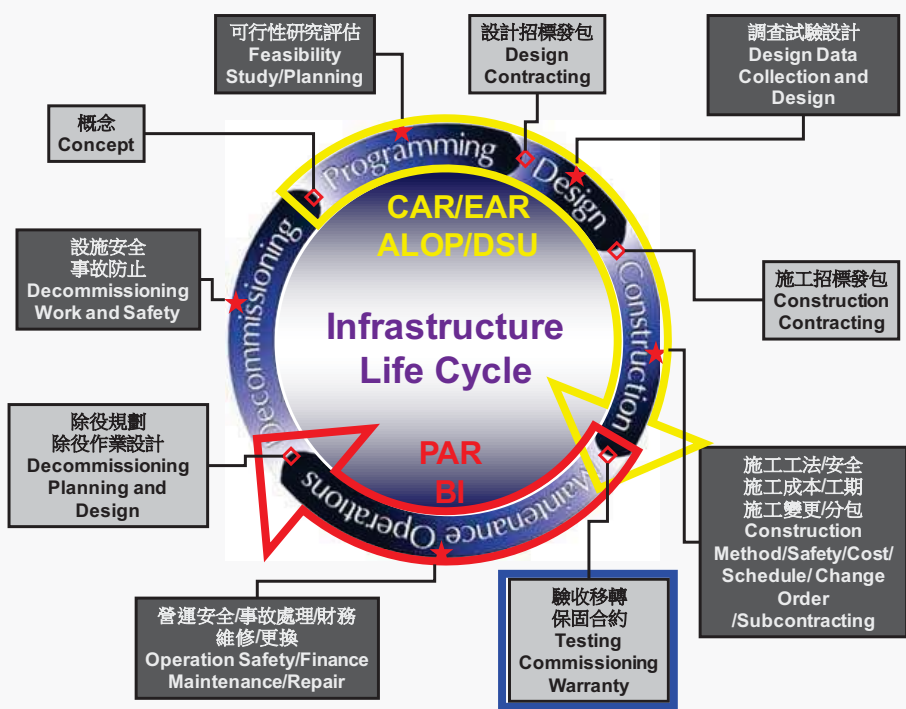 可行性研究評估
Feasibility
Study/Planning
設計招標發包
Design
Contracting
調查試驗設計
Design Data
Collection and
Design
概念
Concept
Programming
Design
CAR/EAR
ALOP/DSU
設施安全
事故防止
Decommissioning
Work and Safety
Decommissioning
Infrastructure
Life Cycle
Construction
施工招標發包
Construction
Contracting
除役規劃
除役作業設計
Decommissioning
Planning and
Design
PAR
BI
Maintenance Operations
施工工法/安全
施工成本/工期
施工變更/分包
Construction
Method/Safety/Cost/
Schedule/ Change
Order
/Subcontracting
營運安全/事故處理/財務
維修/更換
Operation Safety/Finance
Maintenance/Repair
驗收移轉
保固合約
Testing
Commissioning
Warranty